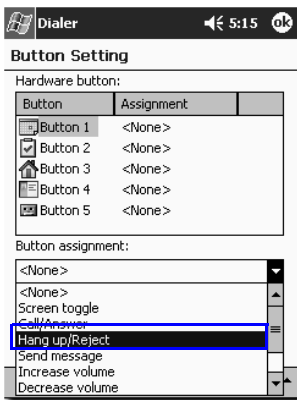 Dialer 5:15 ok
Button Setting
Hardware button:
Button Assignment
Button 1 <None>
Button 2 <None>
Button 3 <None>
Button 4 <None>
Button 5 <None>
Button assignment:
<None>
<None>
Screen toggle
Call/Answer
Hang up/Reject
Send message
Increase volume
Decrease volume